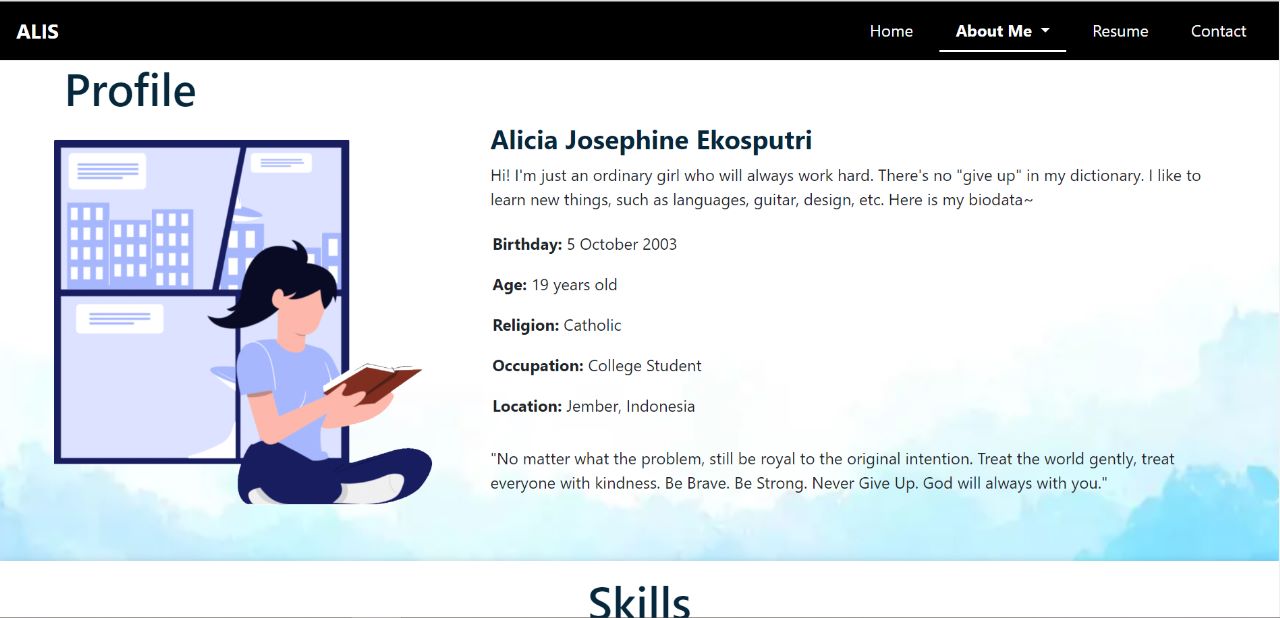 ALIS
Home
About Me
Resume
Contact
Profile
Alicia Josephine Ekosputri
Hi! I'm just an ordinary girl who will always work hard. There's no "give up" in my dictionary. I like to
learn new things, such as languages, guitar, design, etc. Here is my biodata~
Birthday: 5 October 2003
Age: 19 years old
Religion: Catholic
Occupation: College Student
Location: Jember, Indonesia
"No matter what the problem, still be royal to the original intention. Treat the world gently, treat
everyone with kindness. Be Brave. Be Strong. Never Give Up. God will always with you."
Skills